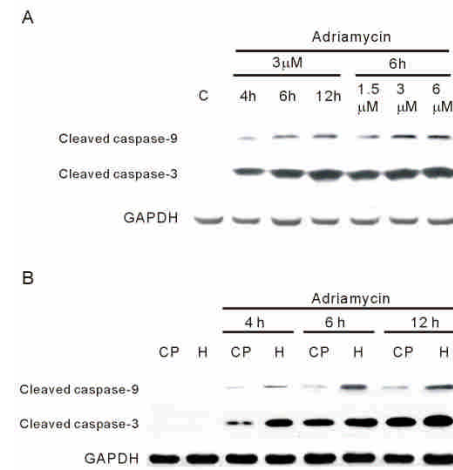 A
Adriamycin
3μM 6h
C 4h 6h 12h 1.5 μM 3 μM 6 μM
Cleaved caspase-9
Cleaved caspase-3
GAPDH
B
Adriamycin
4 h 6 h 12 h
CP H CP H CP H CP H
Cleaved caspase-9
Cleaved caspase-3
GAPDH